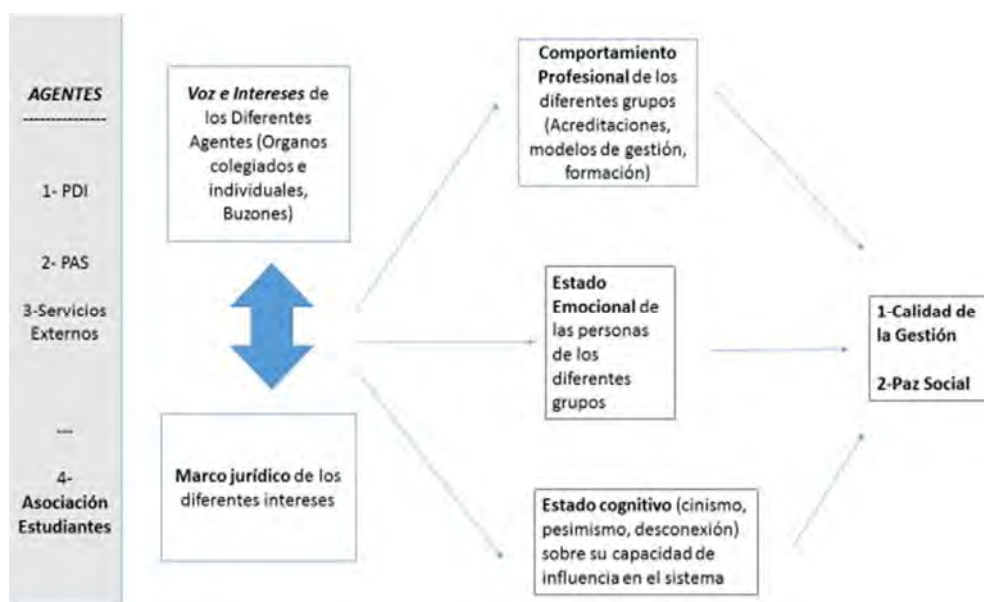 AGENTES
----------------
1- PDI
2- PAS
3-Servicios
Externos
---
4-
Asociación
Estudiantes
Voz e Intereses de
los Diferentes
Agentes (Organos
colegiados e
individuales,
Buzones)
Marco jurídico de los
diferentes intereses
Comportamiento
Profesional de los
diferentes grupos
(Acreditaciones,
modelos de gestión,
formación)
Estado
Emocional de
las personas
de los
diferentes
grupos
Estado cognitivo (cinismo,
pesimismo, desconexión)
sobre su capacidad de
influencia en el sistema
1-Calidad de
la Gestión
2-Paz Social